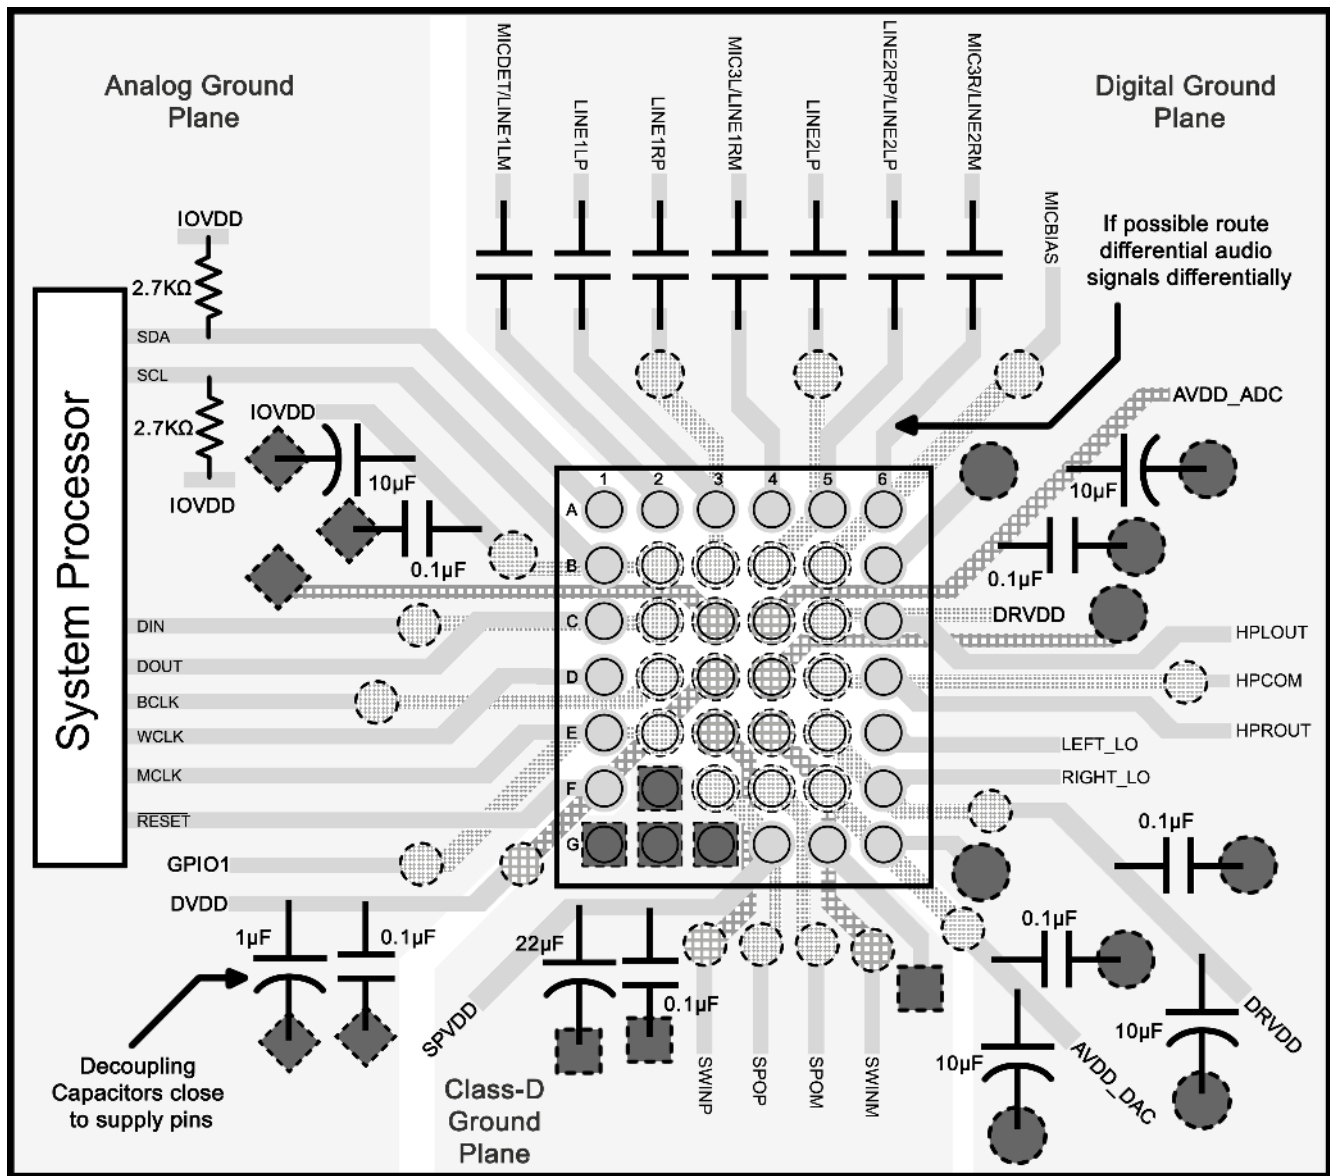 Analog Ground
Plane
Digital Ground
Plane
MICDET/LINE1LM
LINE1LP
LINE1RP
MIC3L/LINE1RM
LINE2LP
LINE2RP/LINE2LP
MIC3R/LINE2RM
MICBIAS
If possible route
differential audio
signals differentially
IOVDD
2.7KΩ
SDA
SCL
IOVDD
2.7KΩ
IOVDD
10µF
0.1µF
System Processor
AVDD_ADC
10µF
0.1µF
DRVDD
1 2 3 4 5 6
A
B
C
D
E
F
G
DIN
DOUT
BCLK
WCLK
MCLK
RESET
GPIO1
DVDD
HPLOUT
HPCOM
HPROUT
LEFT_LO
RIGHT_LO
1µF
0.1µF
22µF
0.1µF
0.1µF
0.1µF
10µF
10µF
SPVDD
SWINP
SPOP
SPOM
SWINM
AVDD_DAC
DRVDD
Decoupling
Capacitors close
to supply pins
Class-D
Ground
Plane